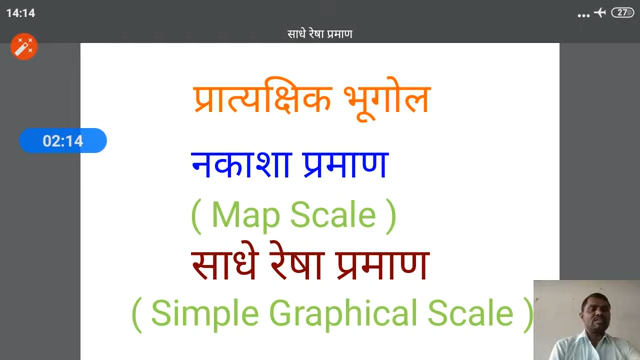 14:14
27
साधे रेषा प्रमाण
प्रात्यक्षिक भूगोल
02:14
नकाशा प्रमाण
( Map Scale )
साधे रेषा प्रमाण
( Simple Graphical Scale )